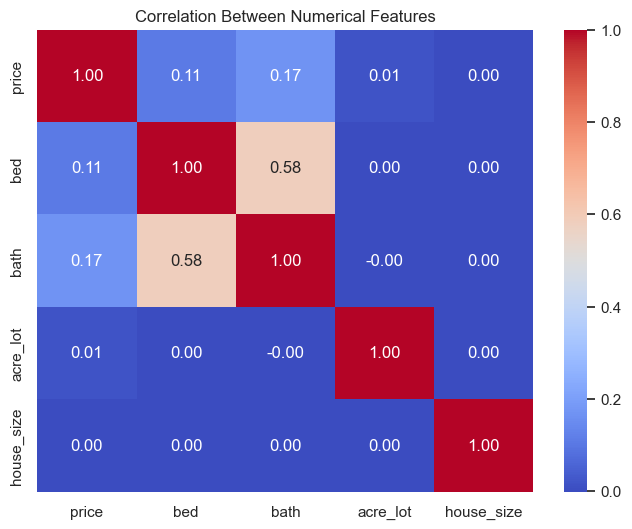 Correlation Between Numerical Features
price 1.00 0.11 0.17 0.01 0.00
bed 0.11 1.00 0.58 0.00 0.00
bath 0.17 0.58 1.00 -0.00 0.00
acre_lot 0.01 0.00 -0.00 1.00 0.00
house_size 0.00 0.00 0.00 0.00 1.00
price bed bath acre_lot house_size
1.0
0.8
0.6
0.4
0.2
0.0